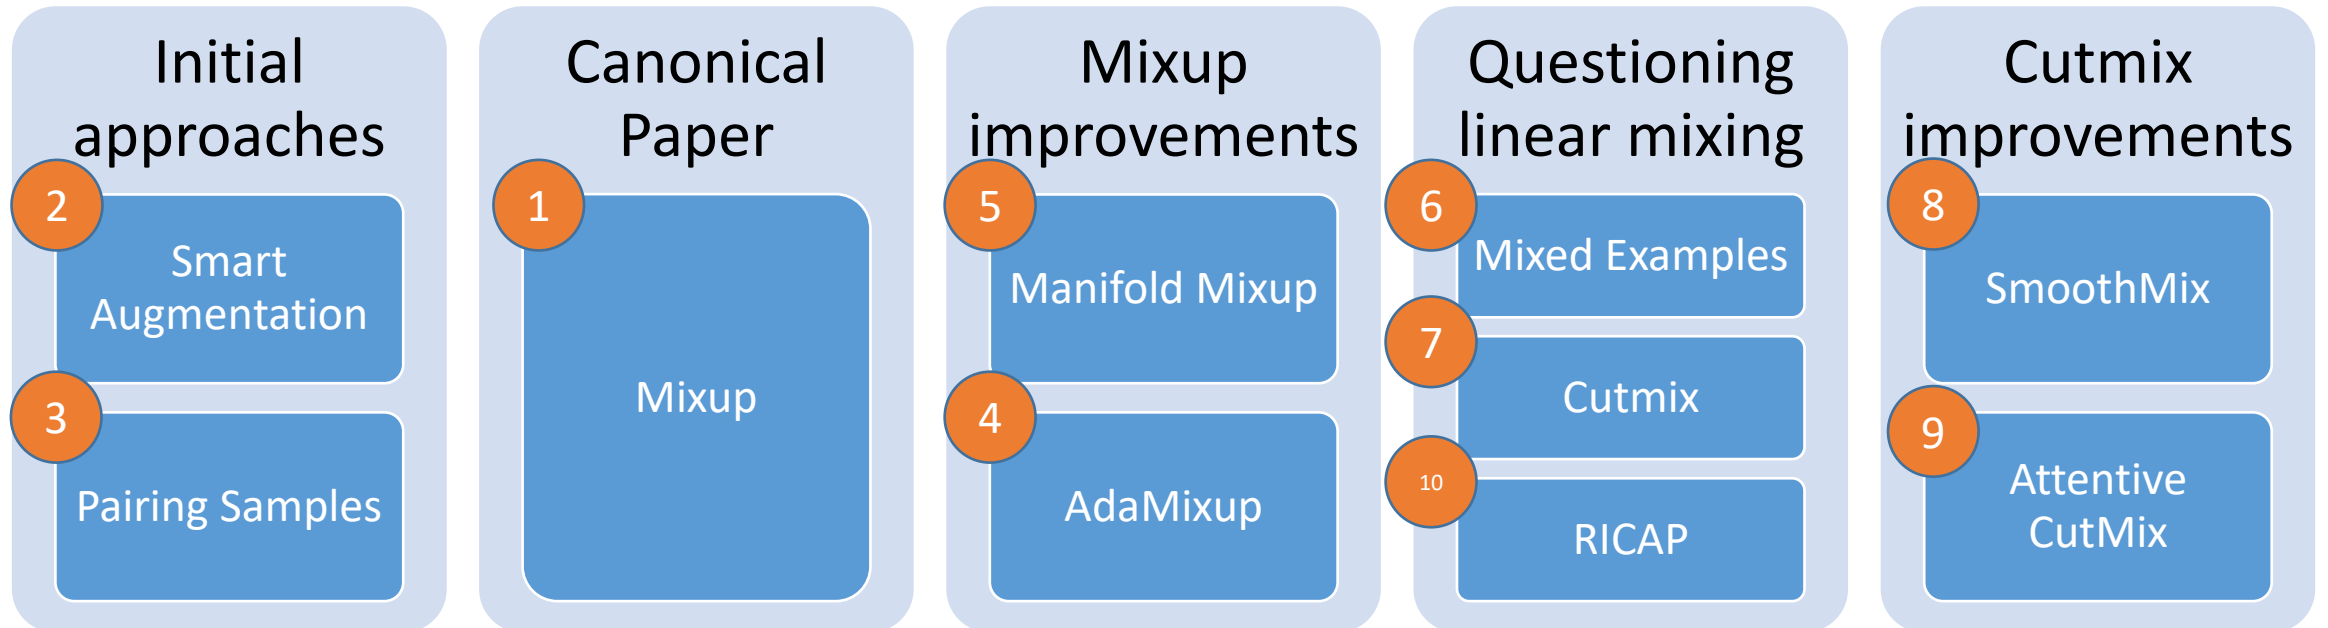 Initial
approaches
2
Smart
Augmentation
3
Pairing Samples
Canonical
Paper
1
Mixup
Mixup
improvements
5
Manifold Mixup
4
AdaMixup
Questioning
linear mixing
6
Mixed Examples
7
Cutmix
10
RICAP
Cutmix
improvements
8
SmoothMix
9
Attentive
CutMix